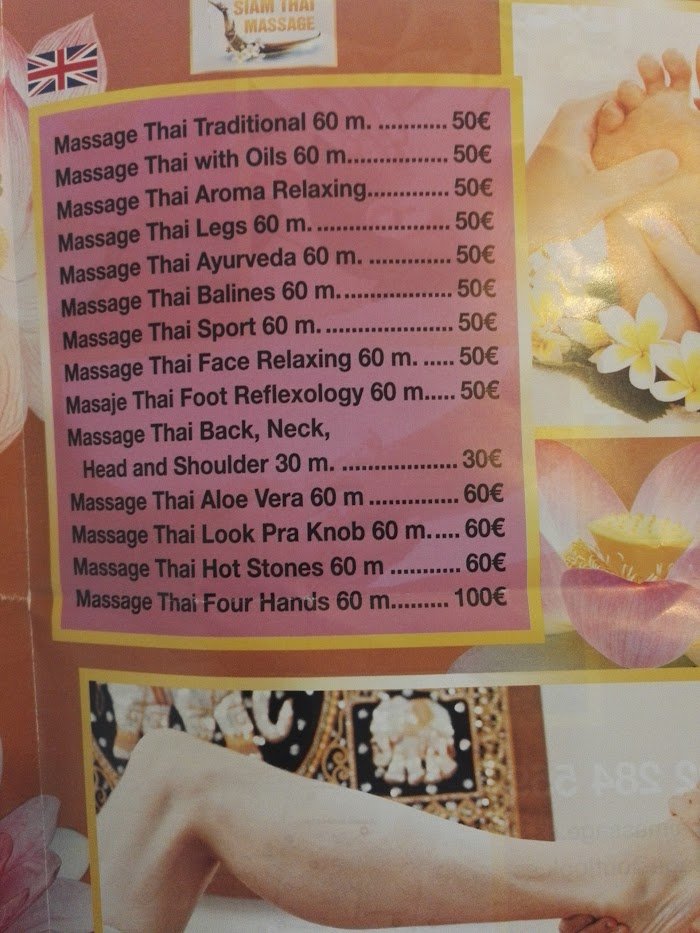 SIAM THAI
MASSAGE
Massage Thai Traditional 60 m. ........... 50€
Massage Thai with Oils 60 m.............. 50€
Massage Thai Aroma Relaxing............. 50€
Massage Thai Legs 60 m. ..................... 50€
Massage Thai Ayurveda 60 m. ............. 50€
Massage Thai Balines 60 m. ................. 50€
Massage Thai Sport 60 m. .................... 50€
Massage Thai Face Relaxing 60 m. ..... 50€
Masaje Thai Foot Reflexology 60 m..... 50€
Massage Thai Back, Neck,
Head and Shoulder 30 m. .................. 30€
Massage Thai Aloe Vera 60 m .............. 60€
Massage Thai Look Pra Knob 60 m..... 60€
Massage Thai Hot Stones 60 m ........... 60€
Massage Thai Four Hands 60 m......... 100€